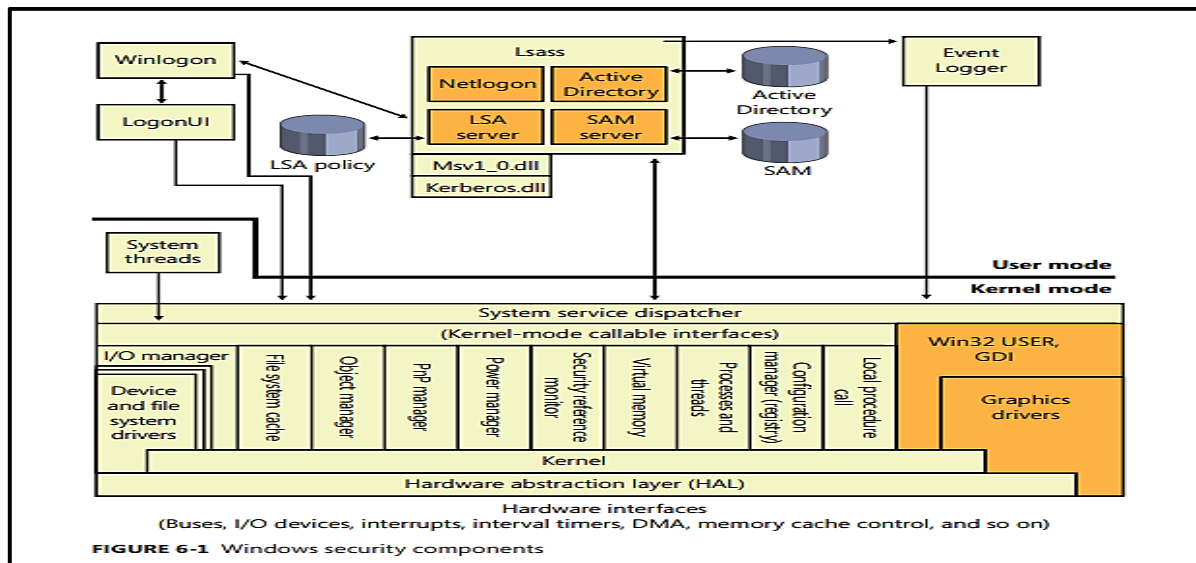 Winlogon
LogonUI
LSA policy
Lsass
Netlogon
Active
Directory
LSA
server
SAM
server
Msv1_0.dll
Kerberos.dll
Active
Directory
SAM
Event
Logger
System
threads
User mode
Kernel mode
System service dispatcher
(Kernel-mode callable interfaces)
I/O manager
Device
and file
system
drivers
File system cache
Object manager
PnP manager
Power manager
Security reference
monitor
Virtual memory
Processes and
threads
Configuration
manager (registry)
Local procedure
call
Win32 USER,
GDI
Graphics
drivers
Kernel
Hardware abstraction layer (HAL)
Hardware interfaces
(Buses, I/O devices, interrupts, interval timers, DMA, memory cache control, and so on)
FIGURE 6-1 Windows security components